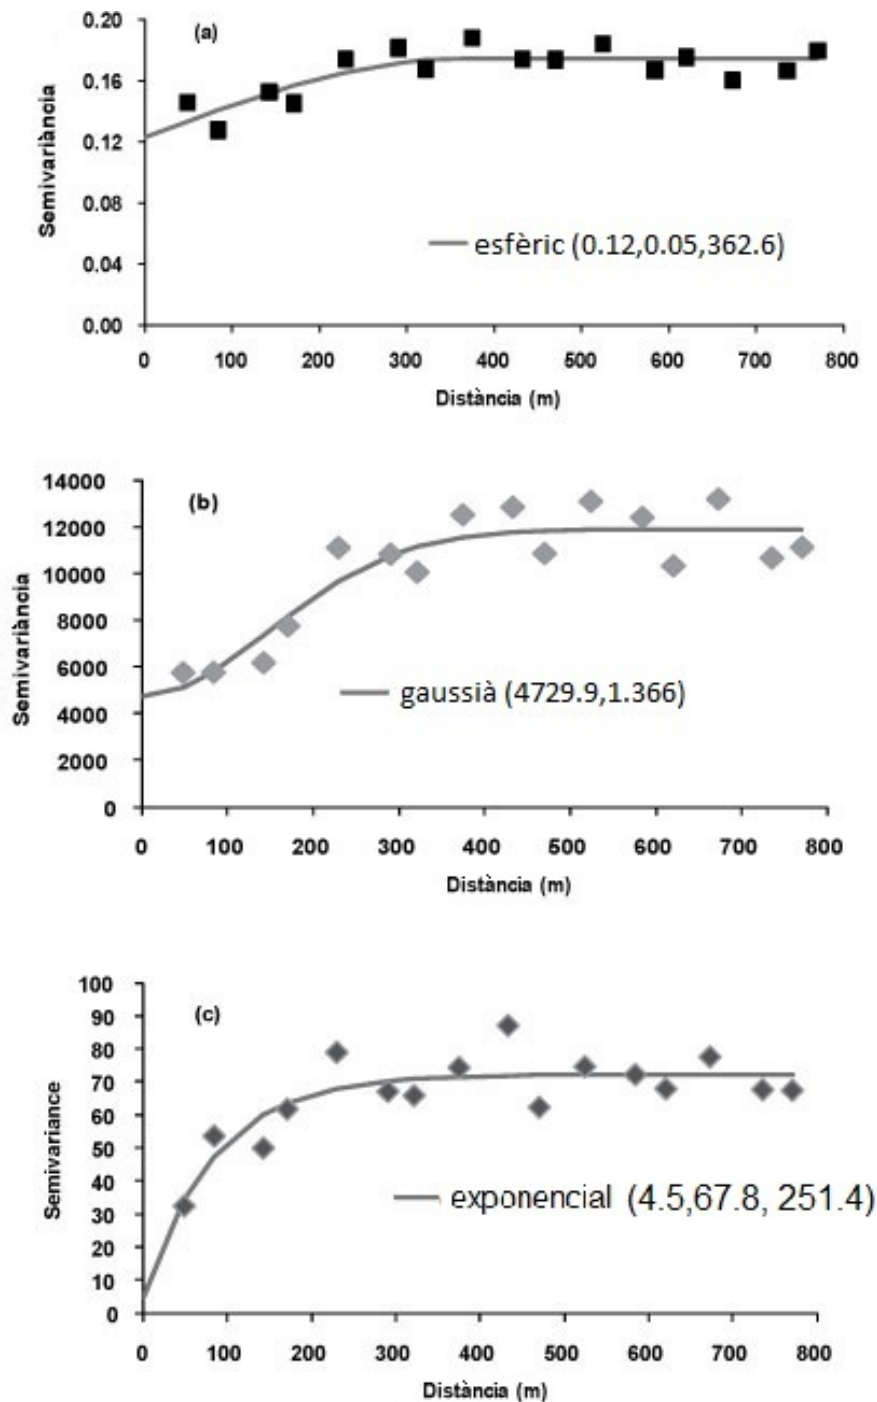 (a)
0.20
0.16
0.12
0.08
0.04
0.00
Semivariància
esfèric (0.12,0.05,362.6)
0 100 200 300 400 500 600 700 800
Distància (m)
(b)
14000
12000
10000
8000
6000
4000
2000
0
Semivariància
gaussià (4729.9,1.366)
0 100 200 300 400 500 600 700 800
Distància (m)
(c)
100
90
80
70
60
50
40
30
20
10
0
Semivariance
exponencial (4.5,67.8, 251.4)
0 100 200 300 400 500 600 700 800
Distància (m)